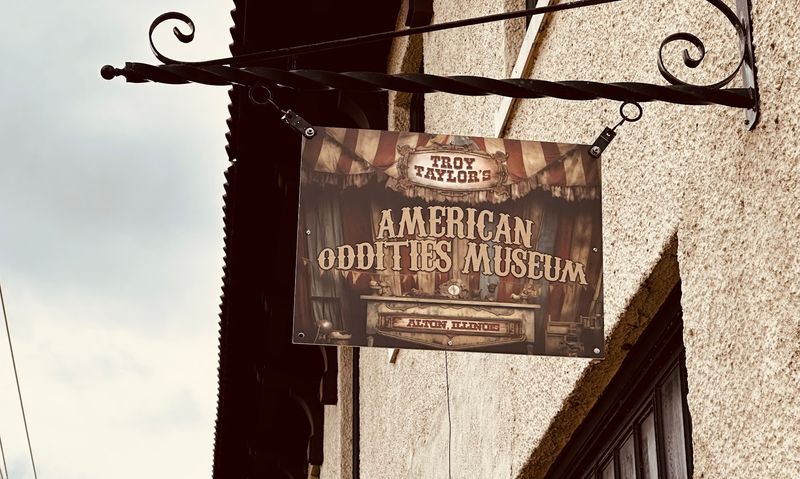 TROY
TAYLOR'S
AMERICAN
ODDITIES MUSEUM
ALTON, ILLINOIS